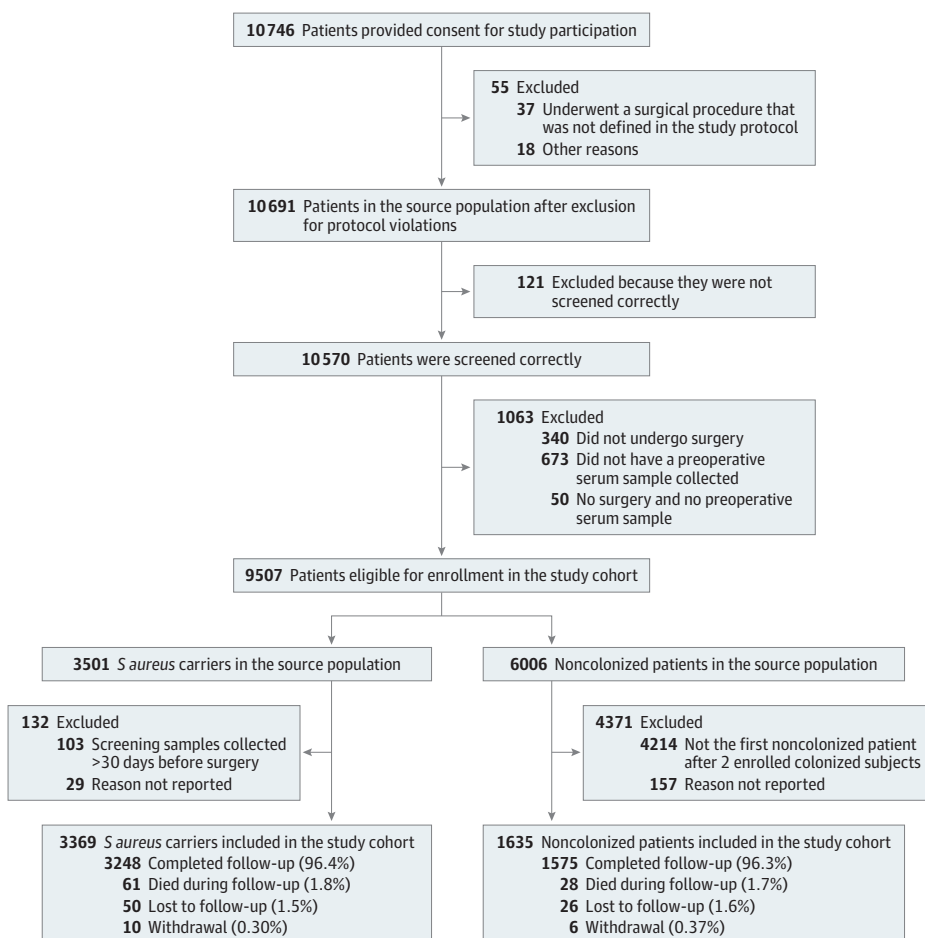 10746 Patients provided consent for study participation
55 Excluded
37 Underwent a surgical procedure that
was not defined in the study protocol
18 Other reasons
10691 Patients in the source population after exclusion
for protocol violations
121 Excluded because they were not
screened correctly
10570 Patients were screened correctly
1063 Excluded
340 Did not undergo surgery
673 Did not have a preoperative
serum sample collected
50 No surgery and no preoperative
serum sample
9507 Patients eligible for enrollment in the study cohort
3501 S aureus carriers in the source population
6006 Noncolonized patients in the source population
132 Excluded
103 Screening samples collected
>30 days before surgery
29 Reason not reported
4371 Excluded
4214 Not the first noncolonized patient
after 2 enrolled colonized subjects
157 Reason not reported
3369 S aureus carriers included in the study cohort
3248 Completed follow-up (96.4%)
61 Died during follow-up (1.8%)
50 Lost to follow-up (1.5%)
10 Withdrawal (0.30%)
1635 Noncolonized patients included in the study cohort
1575 Completed follow-up (96.3%)
28 Died during follow-up (1.7%)
26 Lost to follow-up (1.6%)
6 Withdrawal (0.37%)